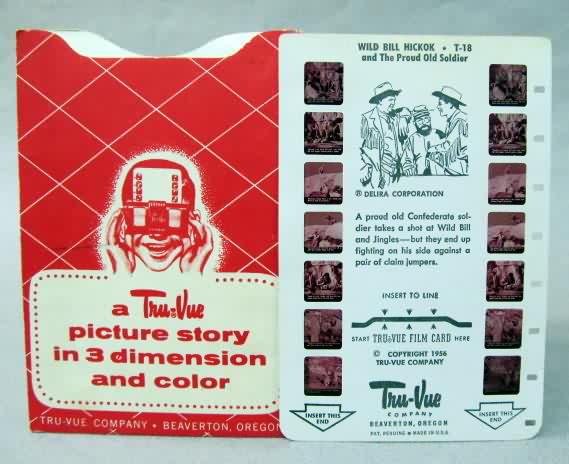 a Tru-Vue
picture story
in 3 dimension
and color
TRU-VUE COMPANY • BEAVERTON, OREGON
WILD BILL HICKOK • T-18
and The Proud Old Soldier
® DELIRA CORPORATION
A proud old Confederate sol-
dier takes a shot at Wild Bill
and Jingles—but they end up
fighting on his side against a
pair of claim jumpers.
INSERT TO LINE
START TRU-VUE FILM CARD HERE
© COPYRIGHT 1956
TRU-VUE COMPANY
Tru-Vue
COMPANY
BEAVERTON, OREGON
PAT. PENDING • MADE IN U.S.A.
INSERT THIS
END
INSERT THIS
END